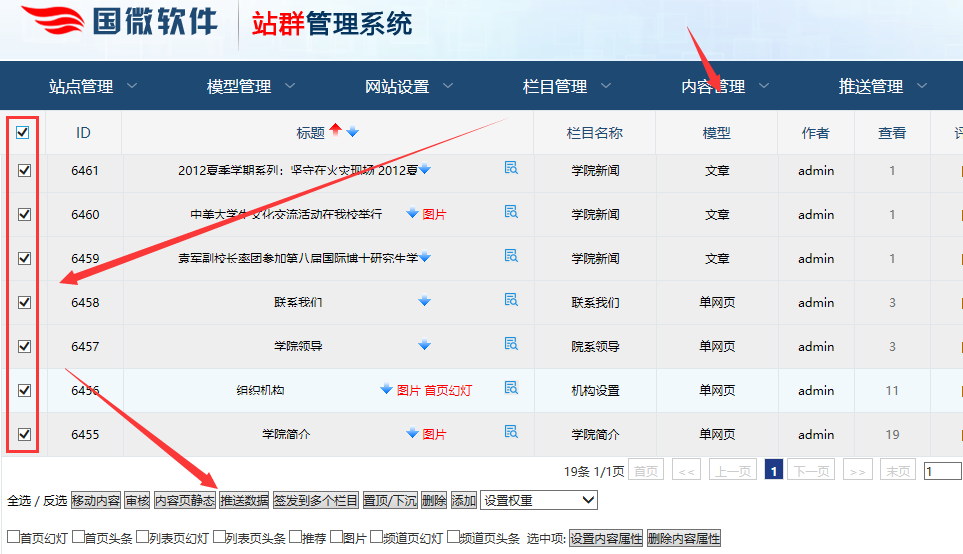 国微软件 站群管理系统
站点管理 模型管理 网站设置 栏目管理 内容管理 推送管理
ID 标题 栏目名称 模型 作者 查看
6461 2012夏季学期系列：坚守在火灾现场 2012夏 学院新闻 文章 admin 1
6460 中美大学生文化交流活动在我校举行 图片 学院新闻 文章 admin 1
6459 袁军副校长率团参加第八届国际博士研究生学 学院新闻 文章 admin 1
6458 联系我们 联系我们 单网页 admin 3
6457 学院领导 院系领导 单网页 admin 3
6456 组织机构 图片 首页幻灯 机构设置 单网页 admin 11
6455 学院简介 图片 学院简介 单网页 admin 19
19条 1/1页 首页 << 上一页 1 下一页 >> 末页 1
全选 / 反选 移动内容 审核 内容页静态 推送数据 签发到多个栏目 置顶/下沉 删除 添加 设置权重
首页幻灯 首页头条 列表页幻灯 列表页头条 推荐 图片 频道页幻灯 频道页头条 选中项: 设置内容属性 删除内容属性